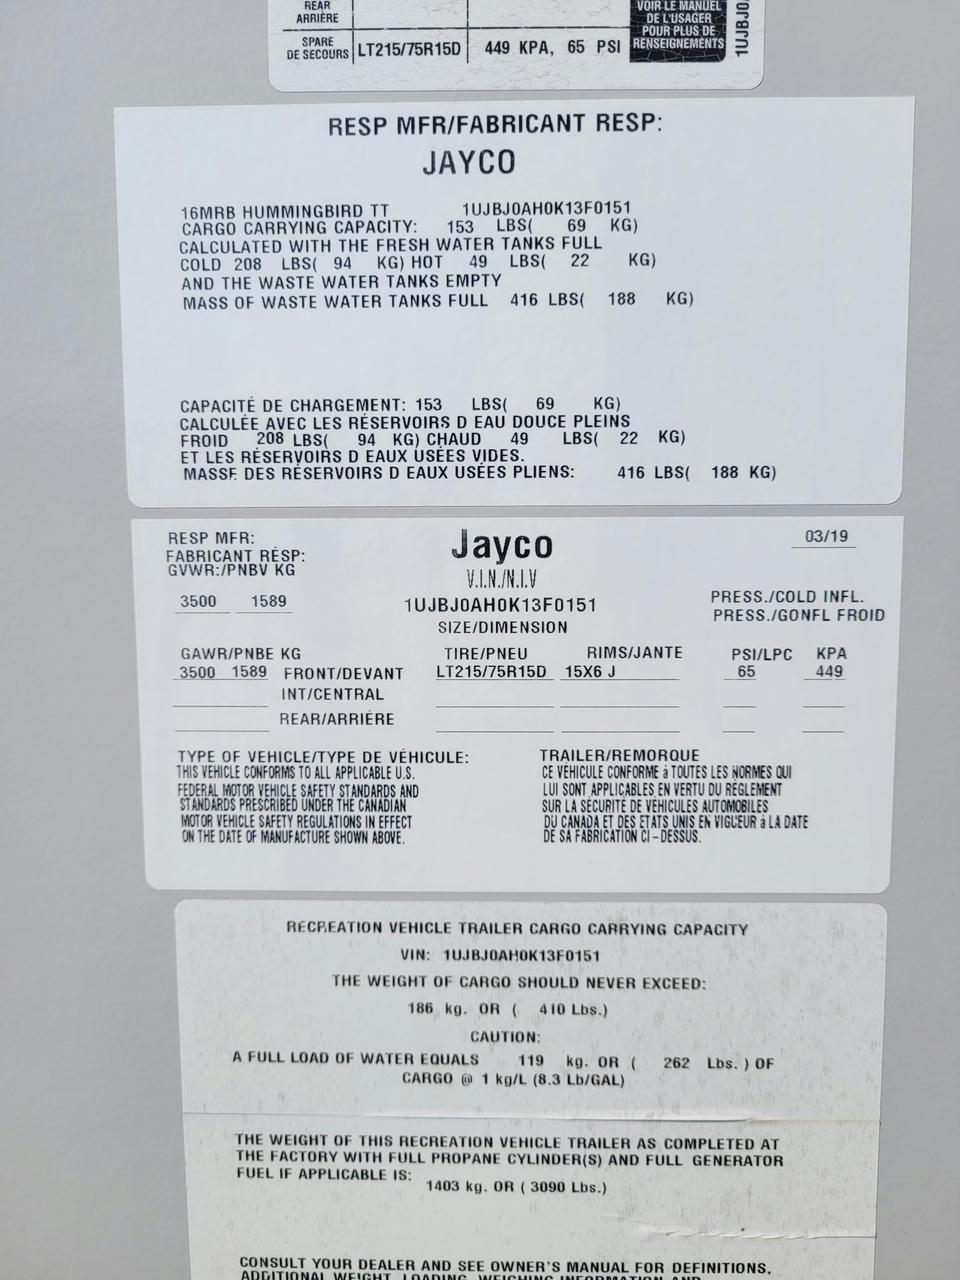 REAR
ARRIÈRE
SPARE
DE SECOURS
LT215/75R15D 449 KPA, 65 PSI
VOIR LE MANUEL
DE L'USAGER
POUR PLUS DE
RENSEIGNEMENTS
1UJBJ0
RESP MFR/FABRICANT RESP:
JAYCO
16MRB HUMMINGBIRD TT 1UJBJ0AH0K13F0151
CARGO CARRYING CAPACITY: 153 LBS( 69 KG)
CALCULATED WITH THE FRESH WATER TANKS FULL
COLD 208 LBS( 94 KG) HOT 49 LBS( 22 KG)
AND THE WASTE WATER TANKS EMPTY
MASS OF WASTE WATER TANKS FULL 416 LBS( 188 KG)
CAPACITÉ DE CHARGEMENT: 153 LBS( 69 KG)
CALCULÉE AVEC LES RÉSERVOIRS D EAU DOUCE PLEINS
FROID 208 LBS( 94 KG) CHAUD 49 LBS( 22 KG)
ET LES RÉSERVOIRS D EAUX USÉES VIDES.
MASSE DES RÉSERVOIRS D EAUX USÉES PLIENS: 416 LBS( 188 KG)
RESP MFR:
FABRICANT RÉSP:
GVWR:/PNBV KG
3500 1589
Jayco
V.I.N./N.I.V
1UJBJ0AH0K13F0151
SIZE/DIMENSION
03/19
PRESS./COLD INFL.
PRESS./GONFL FROID
GAWR/PNBE KG TIRE/PNEU RIMS/JANTE PSI/LPC KPA
3500 1589 FRONT/DEVANT LT215/75R15D 15X6 J 65 449
INT/CENTRAL
REAR/ARRIÉRE
TYPE OF VEHICLE/TYPE DE VÉHICULE: TRAILER/REMORQUE
THIS VEHICLE CONFORMS TO ALL APPLICABLE U.S.
FEDERAL MOTOR VEHICLE SAFETY STANDARDS AND
STANDARDS PRESCRIBED UNDER THE CANADIAN
MOTOR VEHICLE SAFETY REGULATIONS IN EFFECT
ON THE DATE OF MANUFACTURE SHOWN ABOVE.
CE VÉHICULE CONFORME à TOUTES LES NORMES QUI
LUI SONT APPLICABLES EN VERTU DU RÉGLEMENT
SUR LA SÉCURITÉ DE VÉHICULES AUTOMOBILES
DU CANADA ET DES ETATS UNIS EN VIGUEUR à LA DATE
DE SA FABRICATION CI-DESSUS.
RECREATION VEHICLE TRAILER CARGO CARRYING CAPACITY
VIN: 1UJBJ0AH0K13F0151
THE WEIGHT OF CARGO SHOULD NEVER EXCEED:
186 kg. OR ( 410 Lbs.)
CAUTION:
A FULL LOAD OF WATER EQUALS 119 kg. OR ( 262 Lbs. ) OF
CARGO @ 1 kg/L (8.3 Lb/GAL)
THE WEIGHT OF THIS RECREATION VEHICLE TRAILER AS COMPLETED AT
THE FACTORY WITH FULL PROPANE CYLINDER(S) AND FULL GENERATOR
FUEL IF APPLICABLE IS:
1403 kg. OR ( 3090 Lbs.)
CONSULT YOUR DEALER AND SEE OWNER'S MANUAL FOR DEFINITIONS,
ADDITIONAL WEIGHT, LOADING, WEIGHING INFORMATION AND